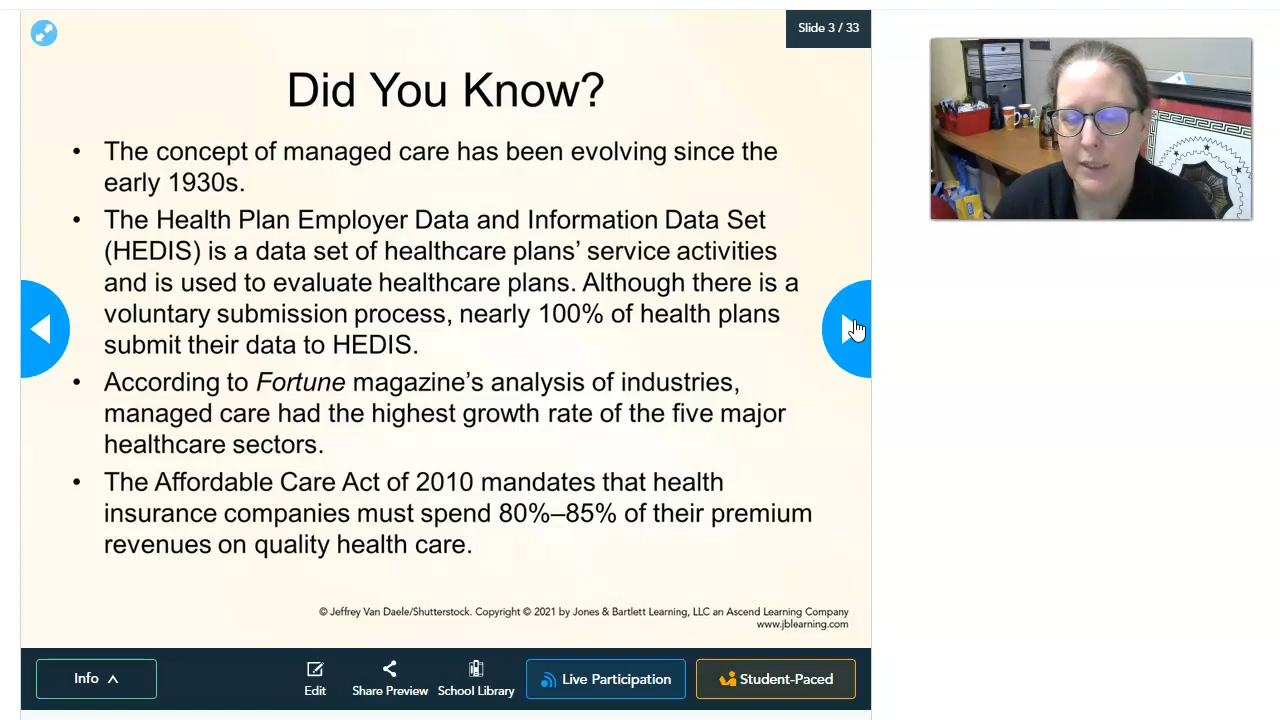 Slide 3 / 33
Did You Know?
• The concept of managed care has been evolving since the
early 1930s.
• The Health Plan Employer Data and Information Data Set
(HEDIS) is a data set of healthcare plans’ service activities
and is used to evaluate healthcare plans. Although there is a
voluntary submission process, nearly 100% of health plans
submit their data to HEDIS.
• According to Fortune magazine’s analysis of industries,
managed care had the highest growth rate of the five major
healthcare sectors.
• The Affordable Care Act of 2010 mandates that health
insurance companies must spend 80%–85% of their premium
revenues on quality health care.
© Jeffrey Van Daele/Shutterstock. Copyright © 2021 by Jones & Bartlett Learning, LLC an Ascend Learning Company
www.jblearning.com
Info
Edit
Share Preview
School Library
Live Participation
Student-Paced